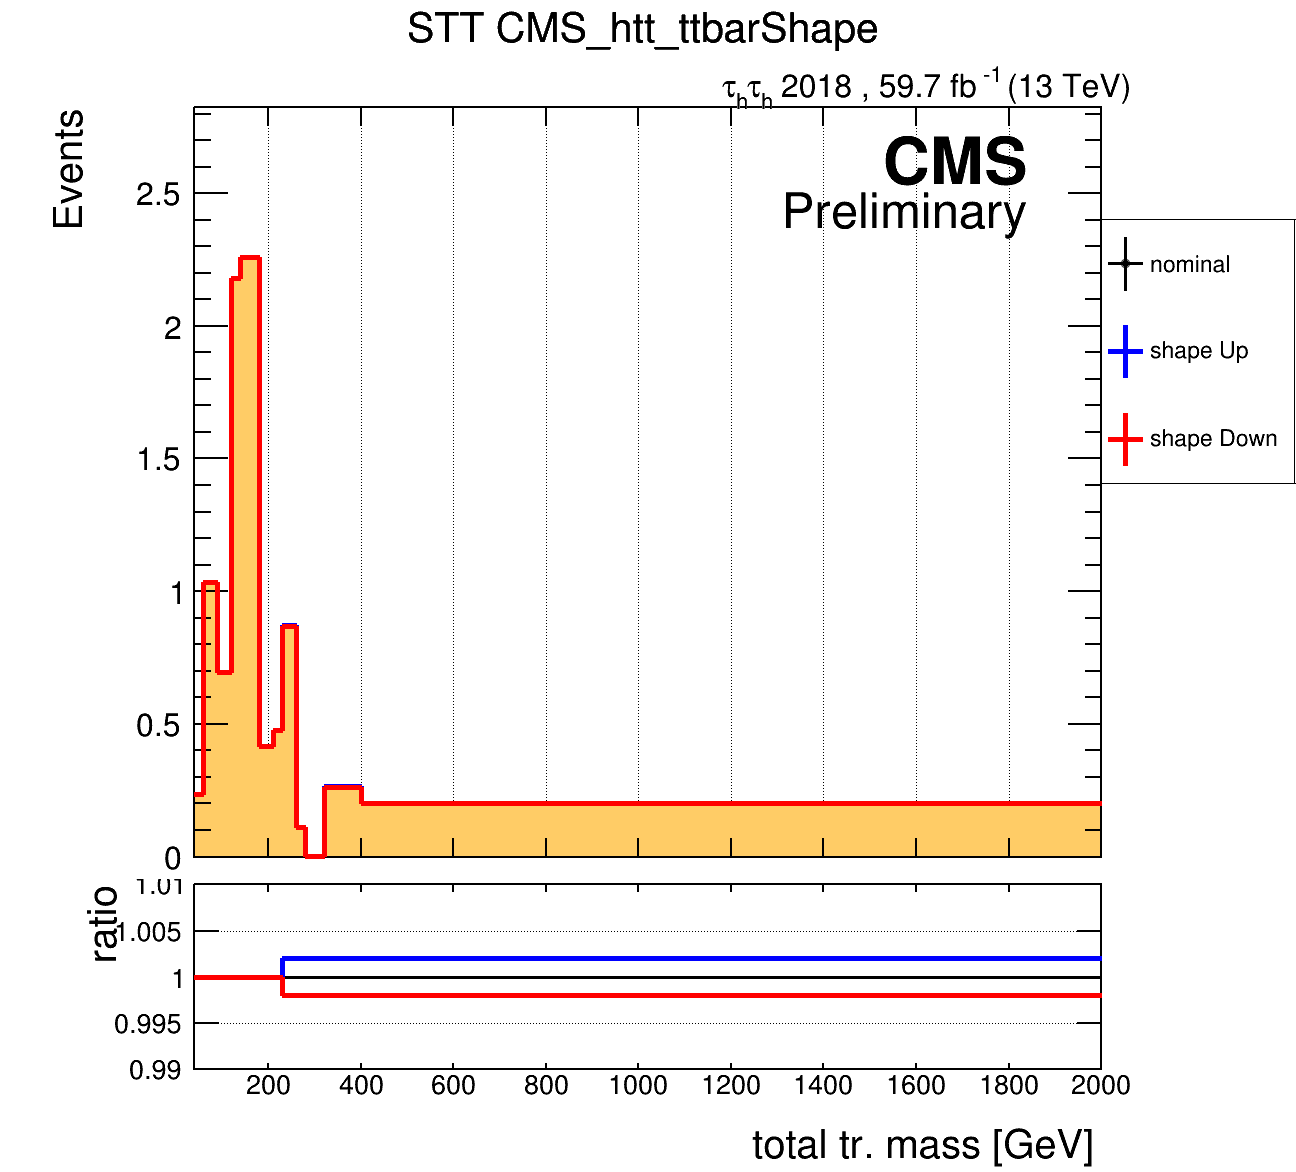 STT CMS_htt_ttbarShape
τhτh 2018 , 59.7 fb -1 (13 TeV)
Events
CMS
Preliminary
2.5
2
1.5
1
0.5
0
nominal
shape Up
shape Down
ratio
1.01
1.005
1
0.995
0.99
200 400 600 800 1000 1200 1400 1600 1800 2000
total tr. mass [GeV]